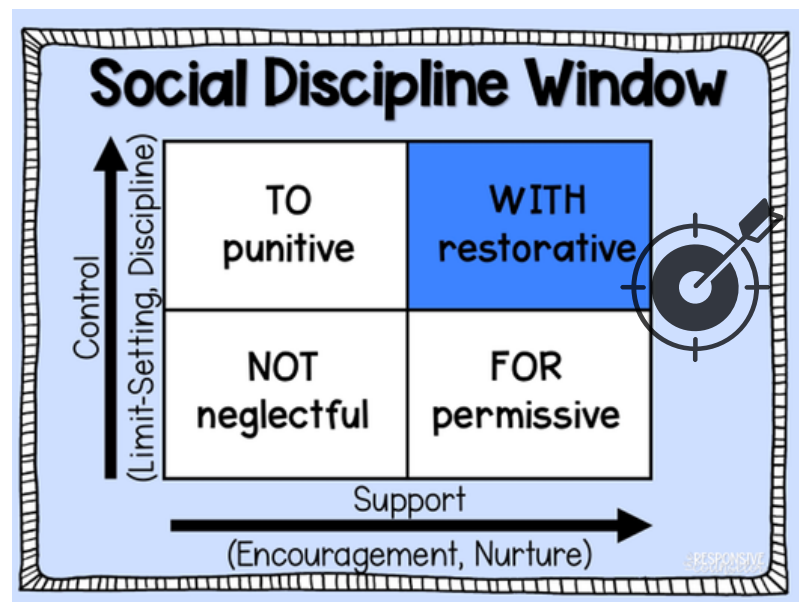 Social Discipline Window
Control
(Limit-Setting, Discipline)
TO
punitive
WITH
restorative
NOT
neglectful
FOR
permissive
Support
(Encouragement, Nurture)
RESPONSIVE